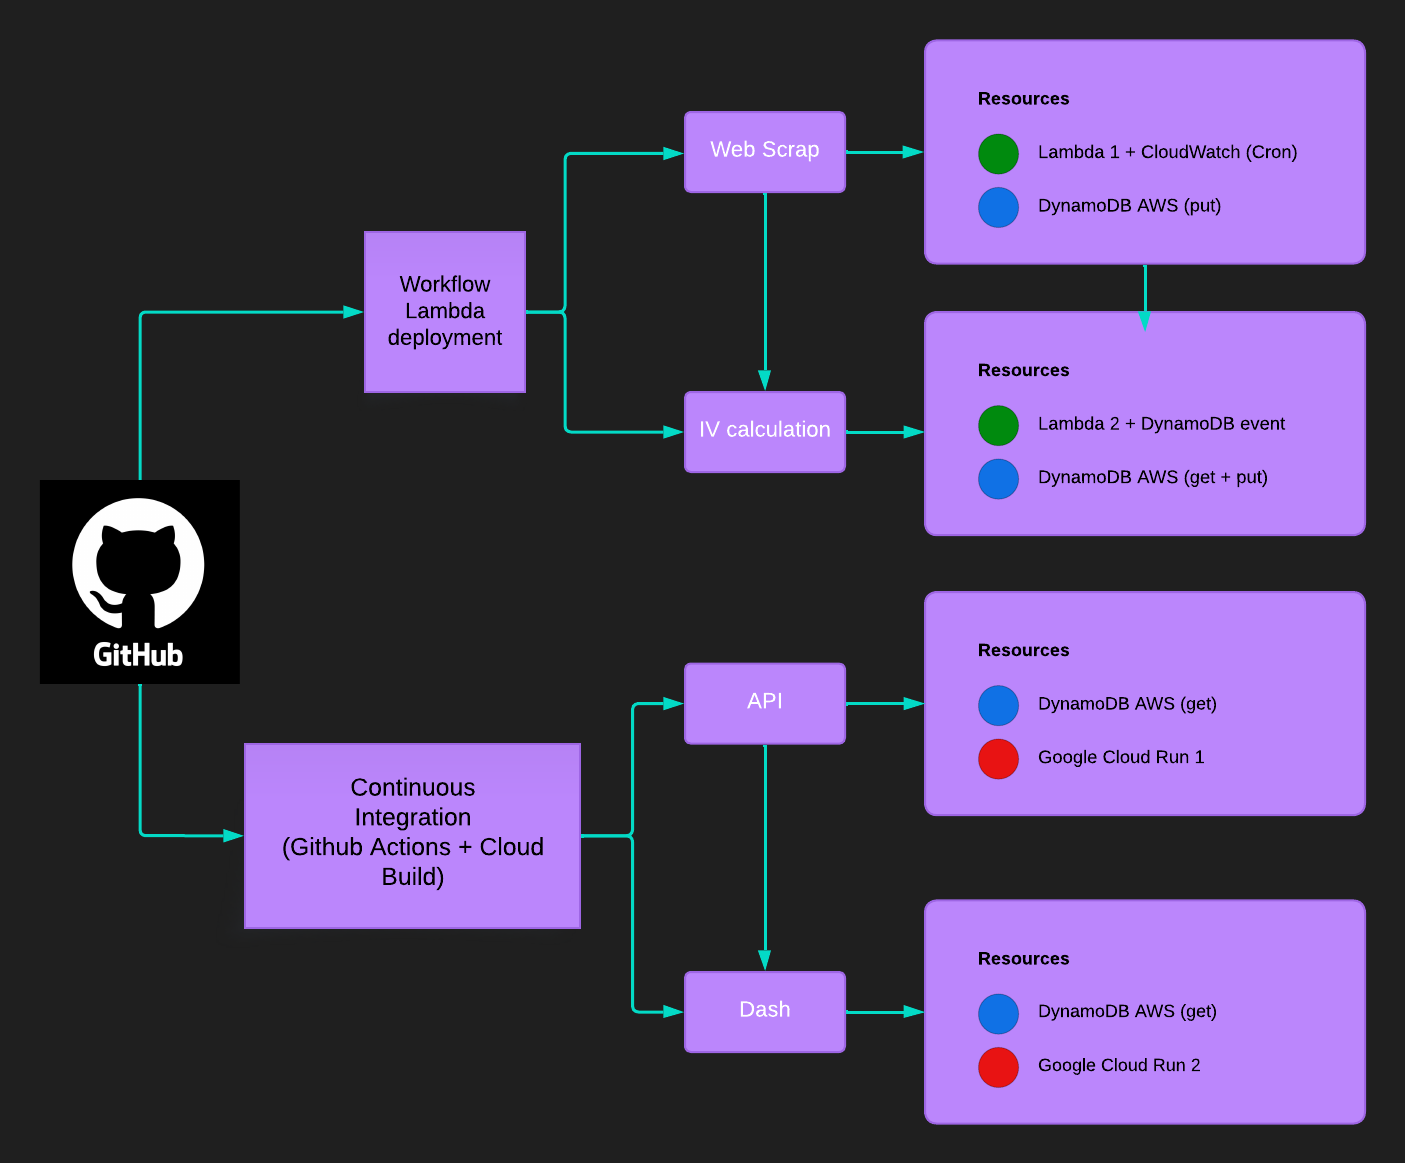 Resources
Lambda 1 + CloudWatch (Cron)
DynamoDB AWS (put)
Web Scrap
Workflow
Lambda
deployment
IV calculation
Resources
Lambda 2 + DynamoDB event
DynamoDB AWS (get + put)
GitHub
API
Resources
DynamoDB AWS (get)
Google Cloud Run 1
Continuous
Integration
(Github Actions + Cloud
Build)
Dash
Resources
DynamoDB AWS (get)
Google Cloud Run 2